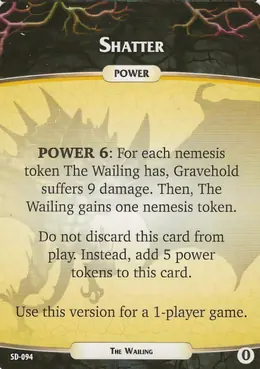 SHATTER
POWER
POWER 6: For each nemesis
token The Wailing has, Gravehold
suffers 9 damage. Then, The
Wailing gains one nemesis token.
Do not discard this card from
play. Instead, add 5 power
tokens to this card.
Use this version for a 1-player game.
SD-094
THE WAILING
0